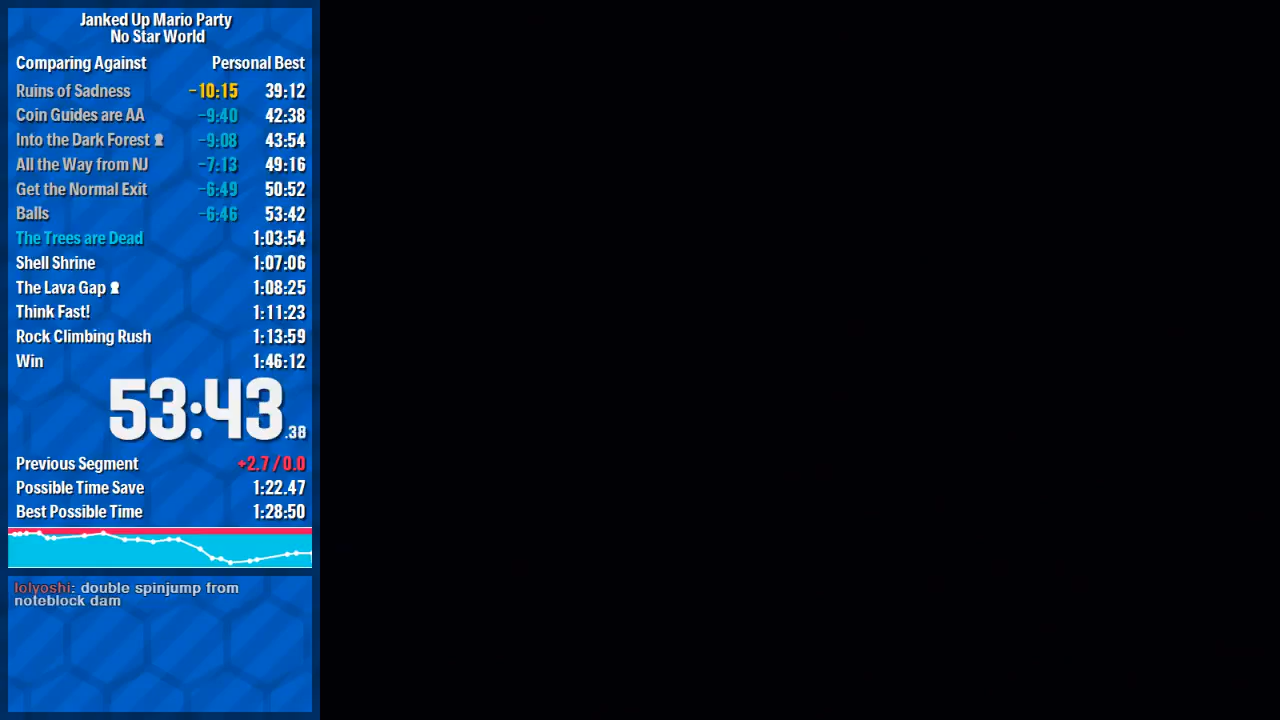 Janked Up Mario Party
No Star World
Comparing Against Personal Best
Ruins of Sadness −10:15 39:12
Coin Guides are AA −9:40 42:38
Into the Dark Forest −9:08 43:54
All the Way from NJ −7:13 49:16
Get the Normal Exit −6:49 50:52
Balls −6:46 53:42
The Trees are Dead 1:03:54
Shell Shrine 1:07:06
The Lava Gap 1:08:25
Think Fast! 1:11:23
Rock Climbing Rush 1:13:59
Win 1:46:12
53:43.38
Previous Segment +2.7 / 0.0
Possible Time Save 1:22.47
Best Possible Time 1:28:50
lolyoshi: double spinjump from
noteblock dam